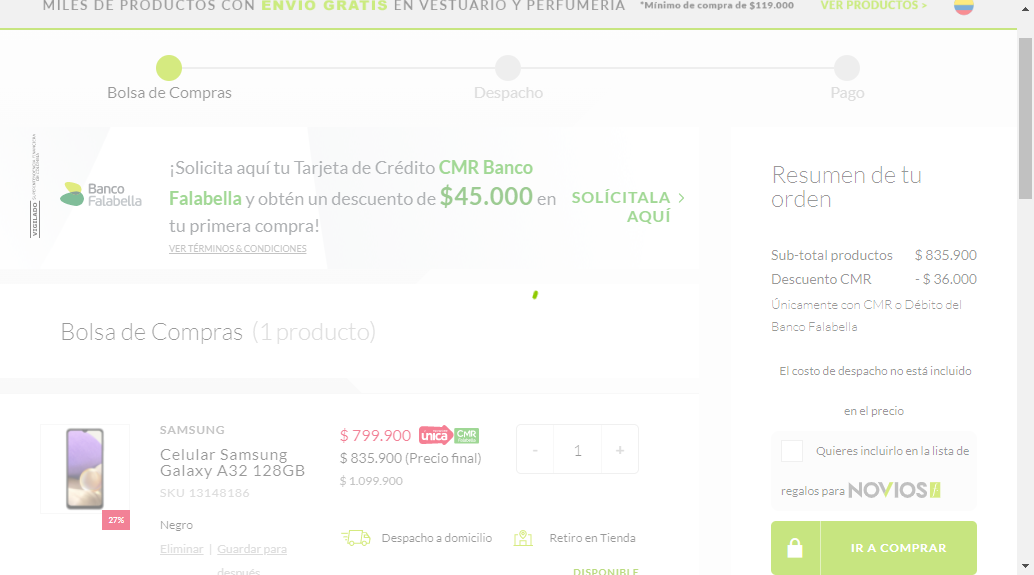 MILES DE PRODUCTOS CON ENVÍO GRATIS EN VESTUARIO Y PERFUMERÍA *Mínimo de compra de $119.000 VER PRODUCTOS >
Bolsa de Compras Despacho Pago
VIGILADO
Banco
Falabella
¡Solicita aquí tu Tarjeta de Crédito CMR Banco
Falabella y obtén un descuento de $45.000 en
tu primera compra!
VER TÉRMINOS & CONDICIONES
SOLÍCITALA >
AQUÍ
Bolsa de Compras (1 producto)
SAMSUNG
Celular Samsung
Galaxy A32 128GB
SKU 13148186
27%
Negro
Eliminar | Guardar para
después
$ 799.900 unica CMR
$ 835.900 (Precio final)
$ 1.099.900
- 1 +
Despacho a domicilio Retiro en Tienda
DISPONIBLE
Resumen de tu
orden
Sub-total productos $ 835.900
Descuento CMR - $ 36.000
Únicamente con CMR o Débito del
Banco Falabella
El costo de despacho no está incluido
en el precio
Quieres incluirlo en la lista de
regalos para NOVIOS
IR A COMPRAR